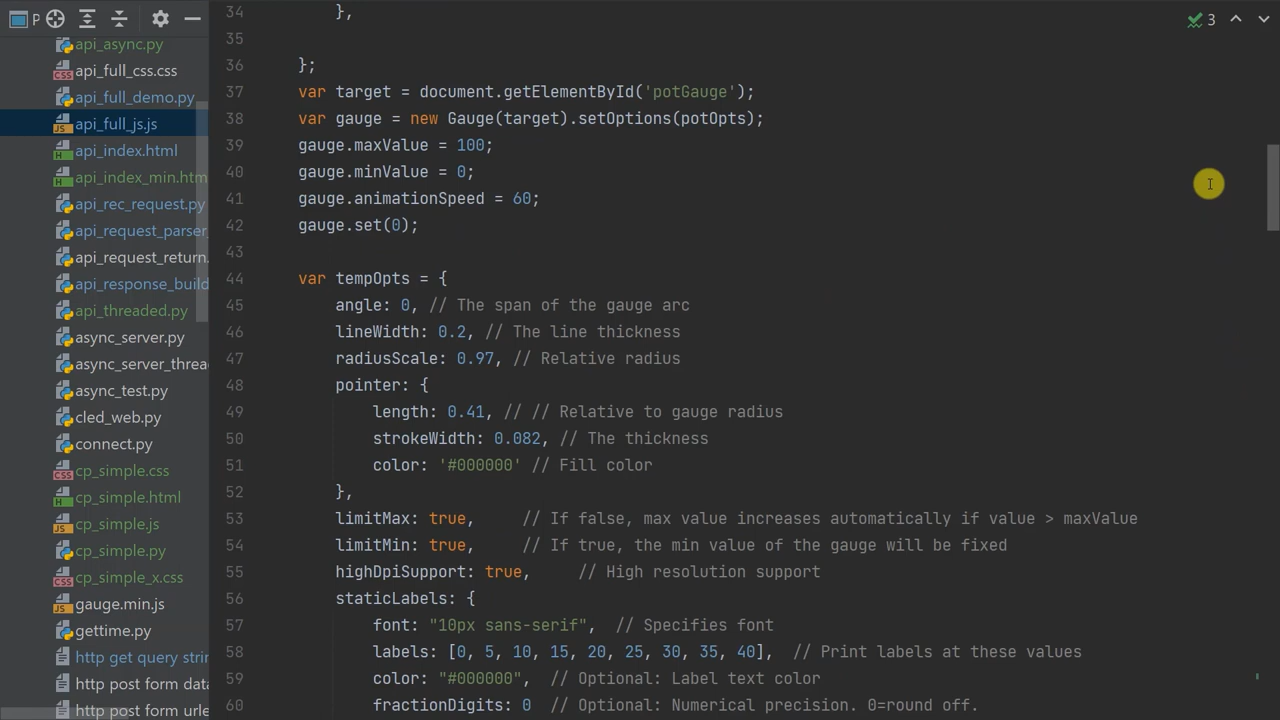 P
3
api_async.py
api_full_css.css
api_full_demo.py
api_full_js.js
api_index.html
api_index_min.htm
api_rec_request.py
api_request_parser_
api_request_return.
api_response_build
api_threaded.py
async_server.py
async_server_threa
async_test.py
cled_web.py
connect.py
cp_simple.css
cp_simple.html
cp_simple.js
cp_simple.py
cp_simple_x.css
gauge.min.js
gettime.py
http get query strin
http post form data
http post form urle
34 },
35
36 };
37 var target = document.getElementById('potGauge');
38 var gauge = new Gauge(target).setOptions(potOpts);
39 gauge.maxValue = 100;
40 gauge.minValue = 0;
41 gauge.animationSpeed = 60;
42 gauge.set(0);
43
44 var tempOpts = {
45 angle: 0, // The span of the gauge arc
46 lineWidth: 0.2, // The line thickness
47 radiusScale: 0.97, // Relative radius
48 pointer: {
49 length: 0.41, // // Relative to gauge radius
50 strokeWidth: 0.082, // The thickness
51 color: '#000000' // Fill color
52 },
53 limitMax: true, // If false, max value increases automatically if value > maxValue
54 limitMin: true, // If true, the min value of the gauge will be fixed
55 highDpiSupport: true, // High resolution support
56 staticLabels: {
57 font: "10px sans-serif", // Specifies font
58 labels: [0, 5, 10, 15, 20, 25, 30, 35, 40], // Print labels at these values
59 color: "#000000", // Optional: Label text color
60 fractionDigits: 0 // Optional: Numerical precision. 0=round off.